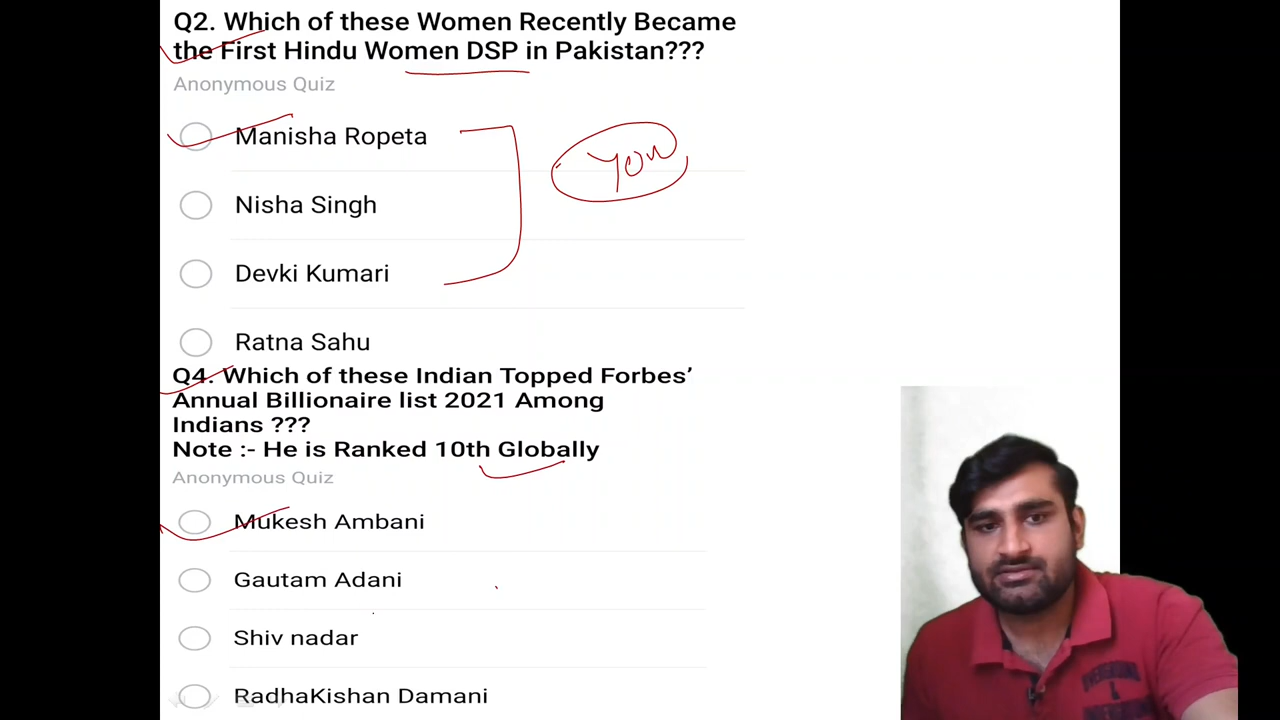 Q2. Which of these Women Recently Became
the First Hindu Women DSP in Pakistan???
Anonymous Quiz
Manisha Ropeta
You
Nisha Singh
Devki Kumari
Ratna Sahu
Q4. Which of these Indian Topped Forbes’
Annual Billionaire list 2021 Among
Indians ???
Note :- He is Ranked 10th Globally
Anonymous Quiz
Mukesh Ambani
Gautam Adani
Shiv nadar
RadhaKishan Damani